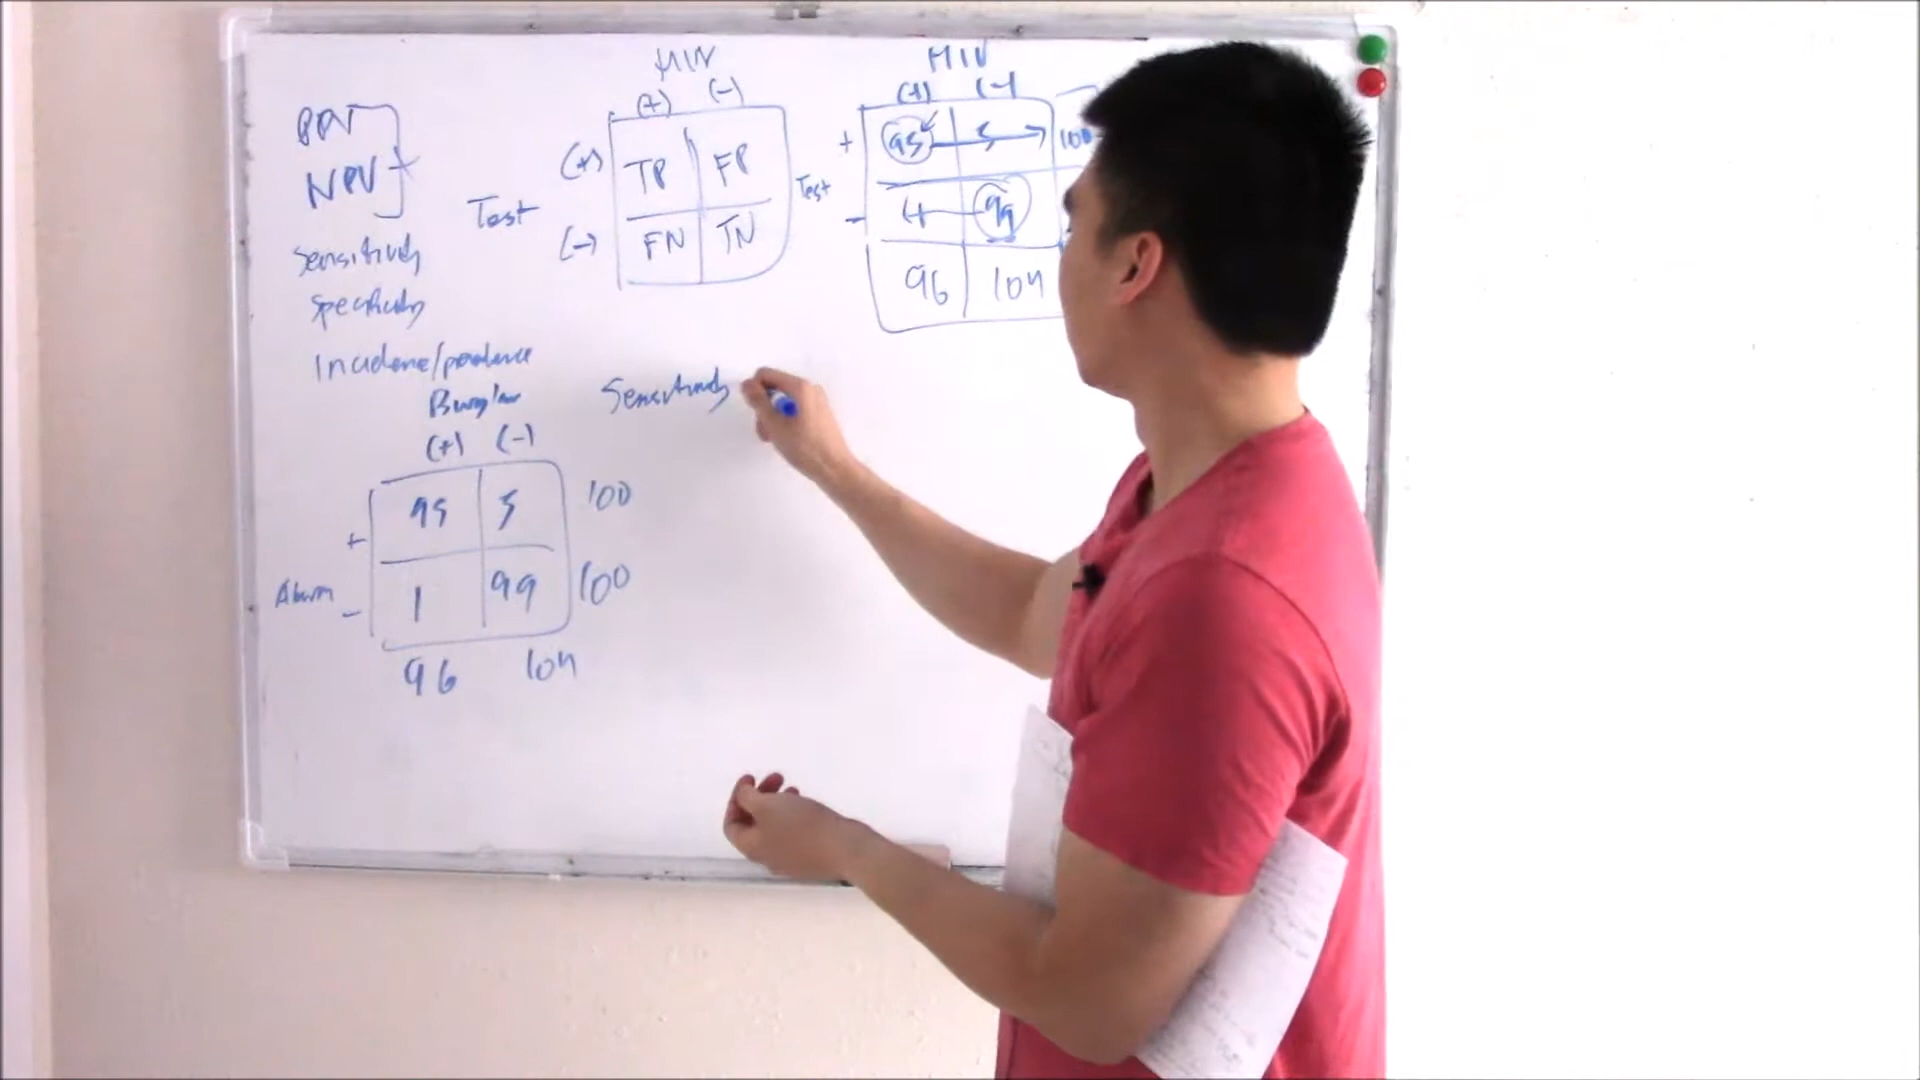 PPV
NPV
Sensitivity
Specificity
Incidence/prevalence
HIV
(+) (-)
Test
(+) TP FP
(-) FN TN
HIV
(+) (-)
Test
+ 95 5 100
- 1 99
96 104
Burglar
(+) (-)
Alarm
+ 95 5 100
- 1 99 100
96 104
Sensitivity